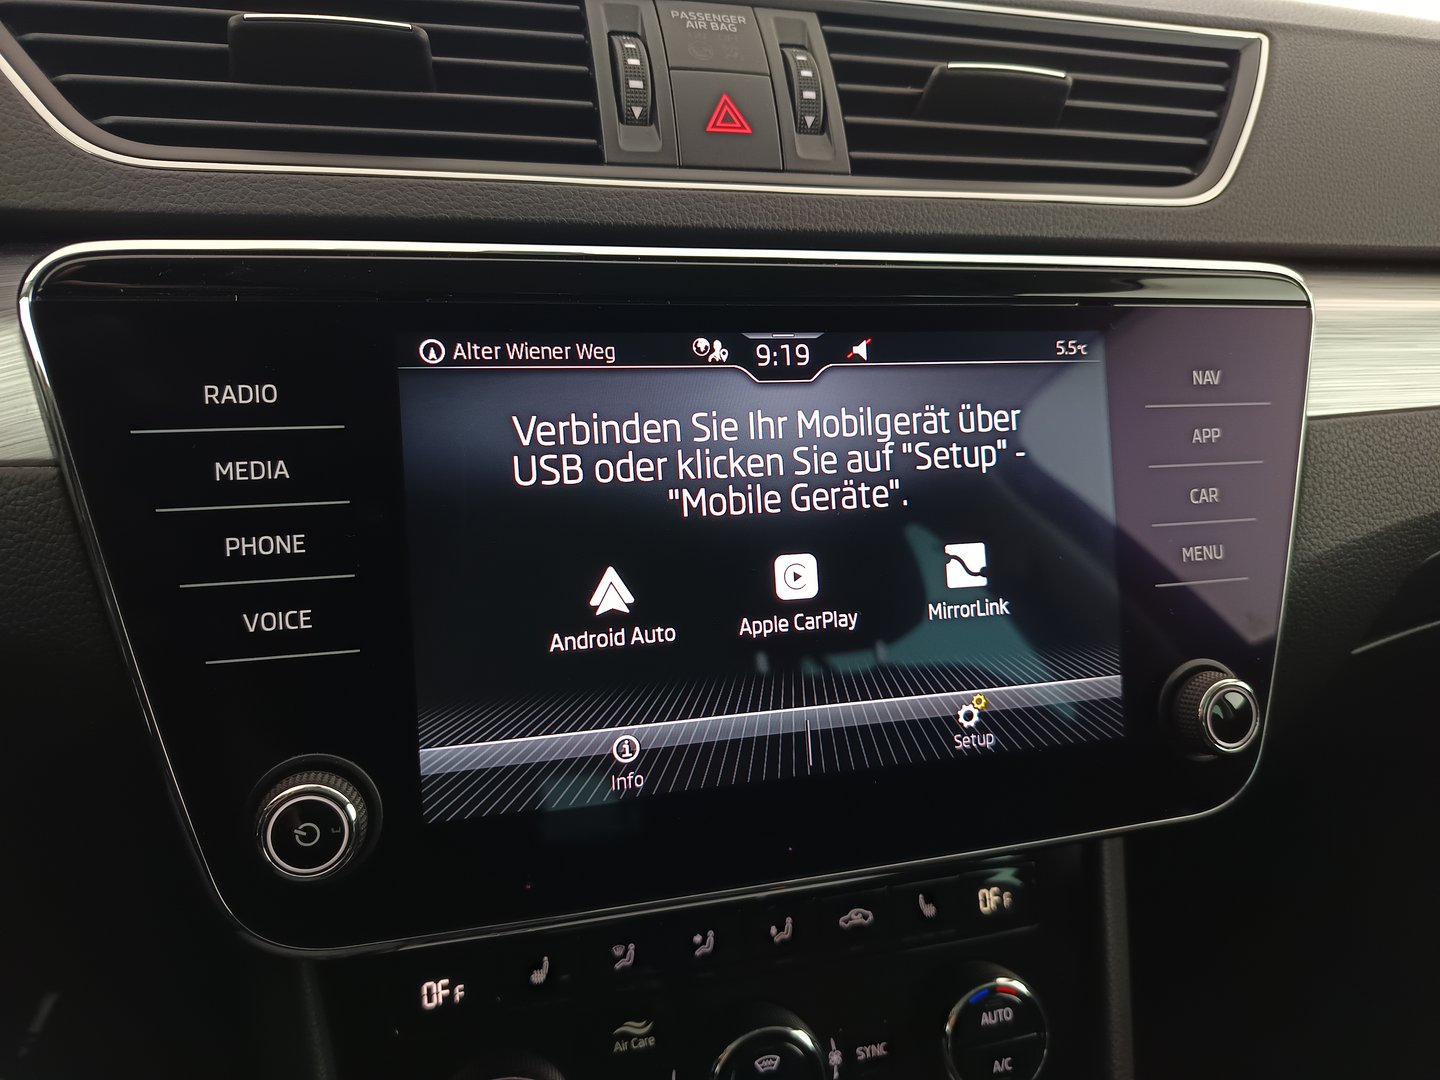 PASSENGER
AIR BAG
RADIO
MEDIA
PHONE
VOICE
Alter Wiener Weg
9:19
5.5°C
Verbinden Sie Ihr Mobilgerät über
USB oder klicken Sie auf "Setup" -
"Mobile Geräte".
Android Auto
Apple CarPlay
MirrorLink
Info
Setup
NAV
APP
CAR
MENU
OFF
OFF
Air Care
SYNC
AUTO
A/C